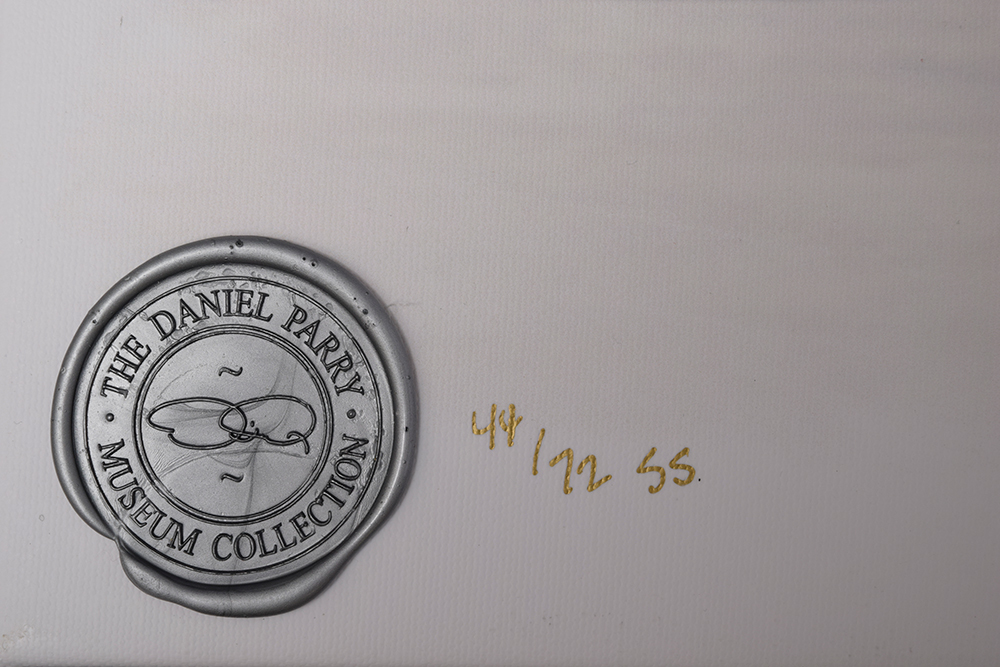 THE DANIEL PARRY
MUSEUM COLLECTION
44/72 SS